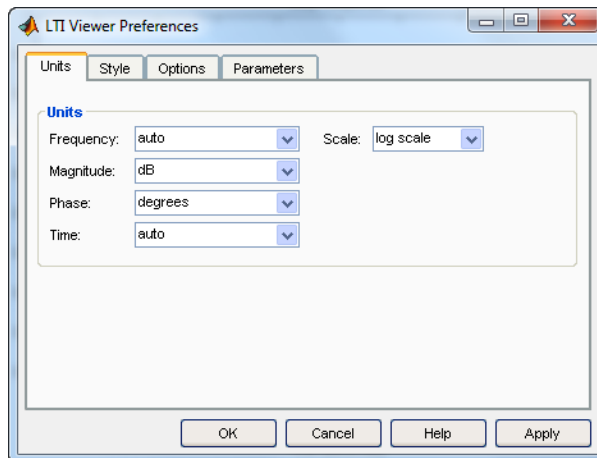 LTI Viewer Preferences
Units Style Options Parameters
Units
Frequency: auto Scale: log scale
Magnitude: dB
Phase: degrees
Time: auto
OK Cancel Help Apply